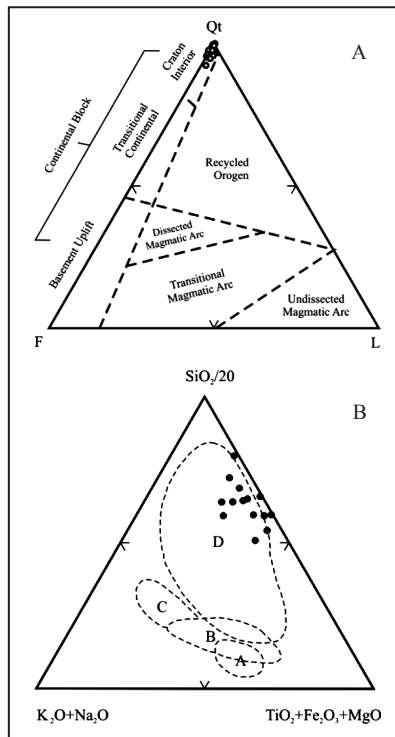 Qt
A
Craton
Interior
Continental Block
Transitional
Continental
Recycled
Orogen
Basement Uplift
Dissected
Magmatic Arc
Transitional
Magmatic Arc
Undissected
Magmatic Arc
F
L
SiO₂/20
B
D
C
B
A
K₂O+Na₂O
TiO₂+Fe₂O₃+MgO